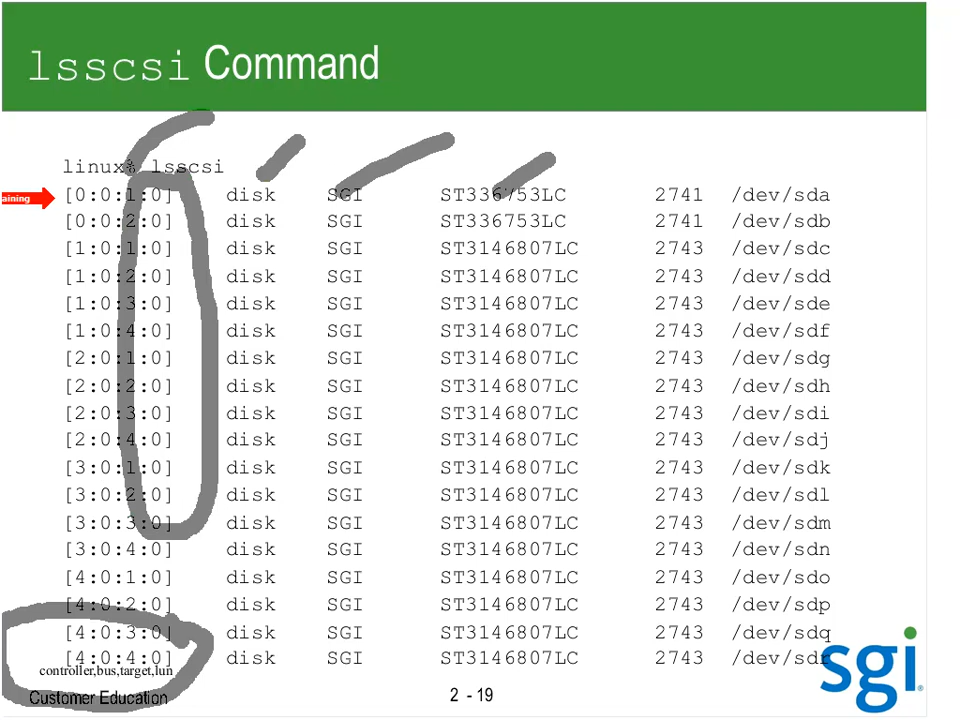 lsscsi Command
linux% lsscsi
aining
[0:0:1:0] disk SGI ST336753LC 2741 /dev/sda
[0:0:2:0] disk SGI ST336753LC 2741 /dev/sdb
[1:0:1:0] disk SGI ST3146807LC 2743 /dev/sdc
[1:0:2:0] disk SGI ST3146807LC 2743 /dev/sdd
[1:0:3:0] disk SGI ST3146807LC 2743 /dev/sde
[1:0:4:0] disk SGI ST3146807LC 2743 /dev/sdf
[2:0:1:0] disk SGI ST3146807LC 2743 /dev/sdg
[2:0:2:0] disk SGI ST3146807LC 2743 /dev/sdh
[2:0:3:0] disk SGI ST3146807LC 2743 /dev/sdi
[2:0:4:0] disk SGI ST3146807LC 2743 /dev/sdj
[3:0:1:0] disk SGI ST3146807LC 2743 /dev/sdk
[3:0:2:0] disk SGI ST3146807LC 2743 /dev/sdl
[3:0:3:0] disk SGI ST3146807LC 2743 /dev/sdm
[3:0:4:0] disk SGI ST3146807LC 2743 /dev/sdn
[4:0:1:0] disk SGI ST3146807LC 2743 /dev/sdo
[4:0:2:0] disk SGI ST3146807LC 2743 /dev/sdp
[4:0:3:0] disk SGI ST3146807LC 2743 /dev/sdq
[4:0:4:0] disk SGI ST3146807LC 2743 /dev/sdr
controller,bus,target,lun
Customer Education
2 - 19
sgi®